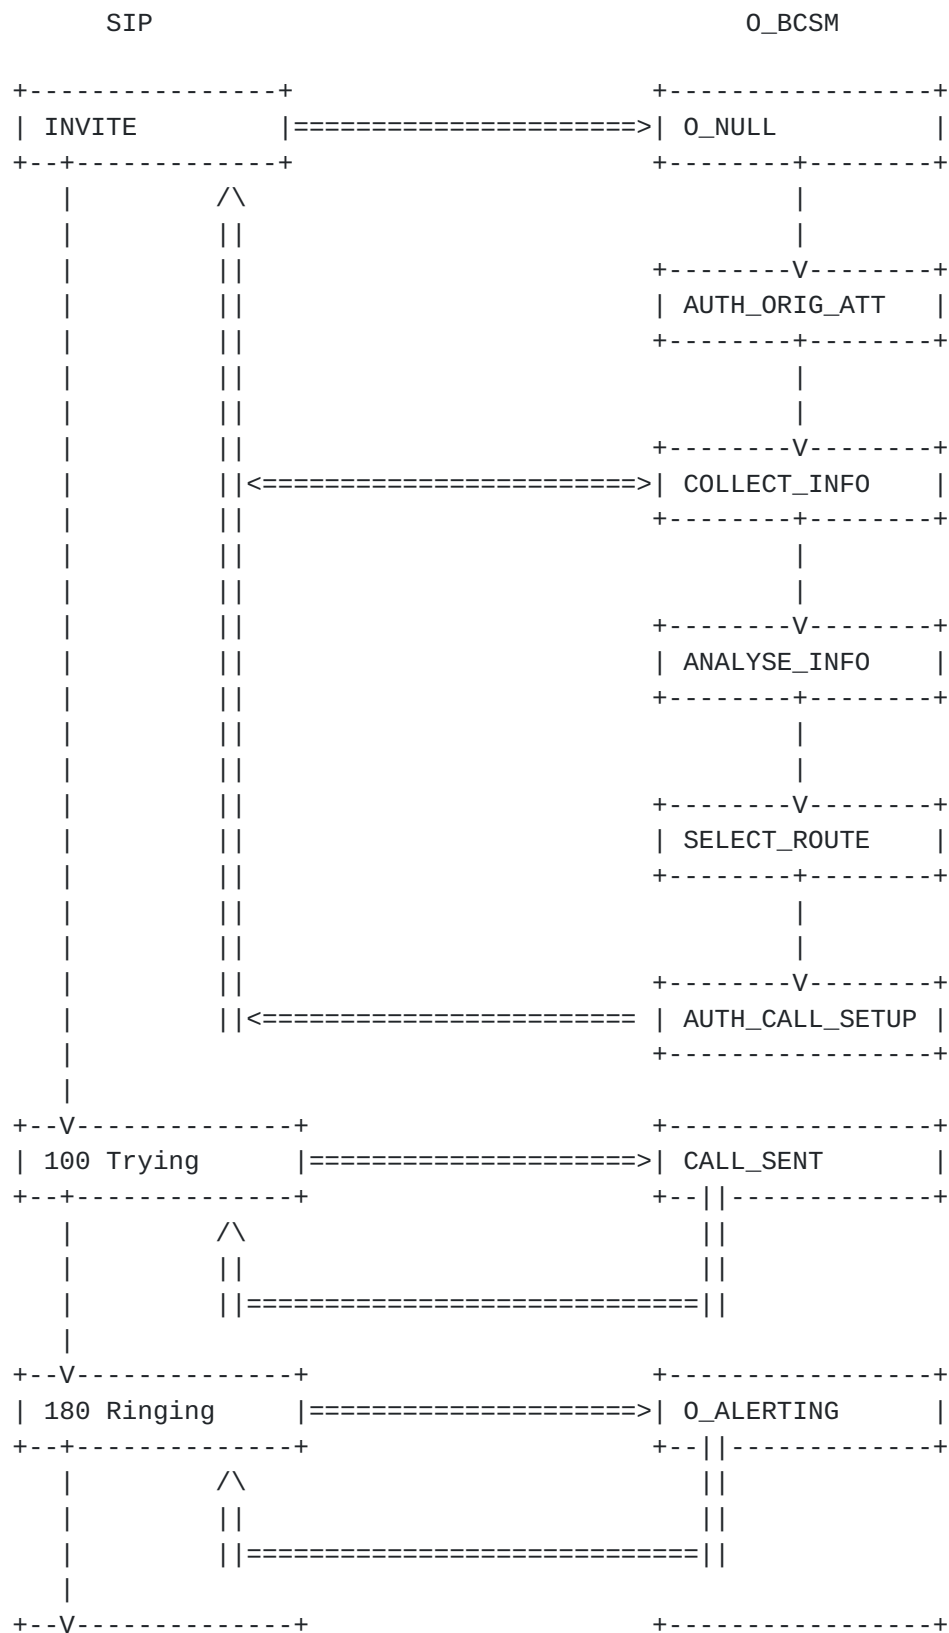 SIP O_BCSM
INVITE O_NULL
AUTH_ORIG_ATT
COLLECT_INFO
ANALYSE_INFO
SELECT_ROUTE
AUTH_CALL_SETUP
100 Trying CALL_SENT
180 Ringing O_ALERTING